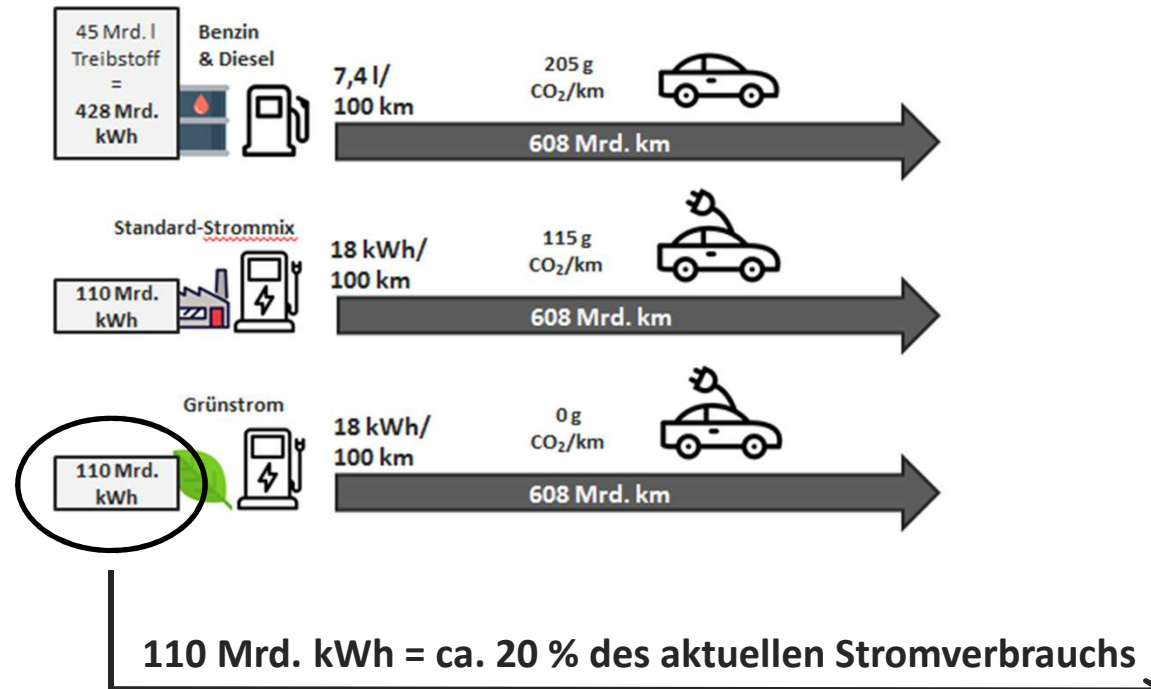 45 Mrd. l
Treibstoff
=
428 Mrd.
kWh
Benzin
& Diesel
7,4 l/
100 km
205 g
CO₂/km
608 Mrd. km
Standard-Strommix
110 Mrd.
kWh
18 kWh/
100 km
115 g
CO₂/km
608 Mrd. km
Grünstrom
110 Mrd.
kWh
18 kWh/
100 km
0 g
CO₂/km
608 Mrd. km
110 Mrd. kWh = ca. 20 % des aktuellen Stromverbrauchs